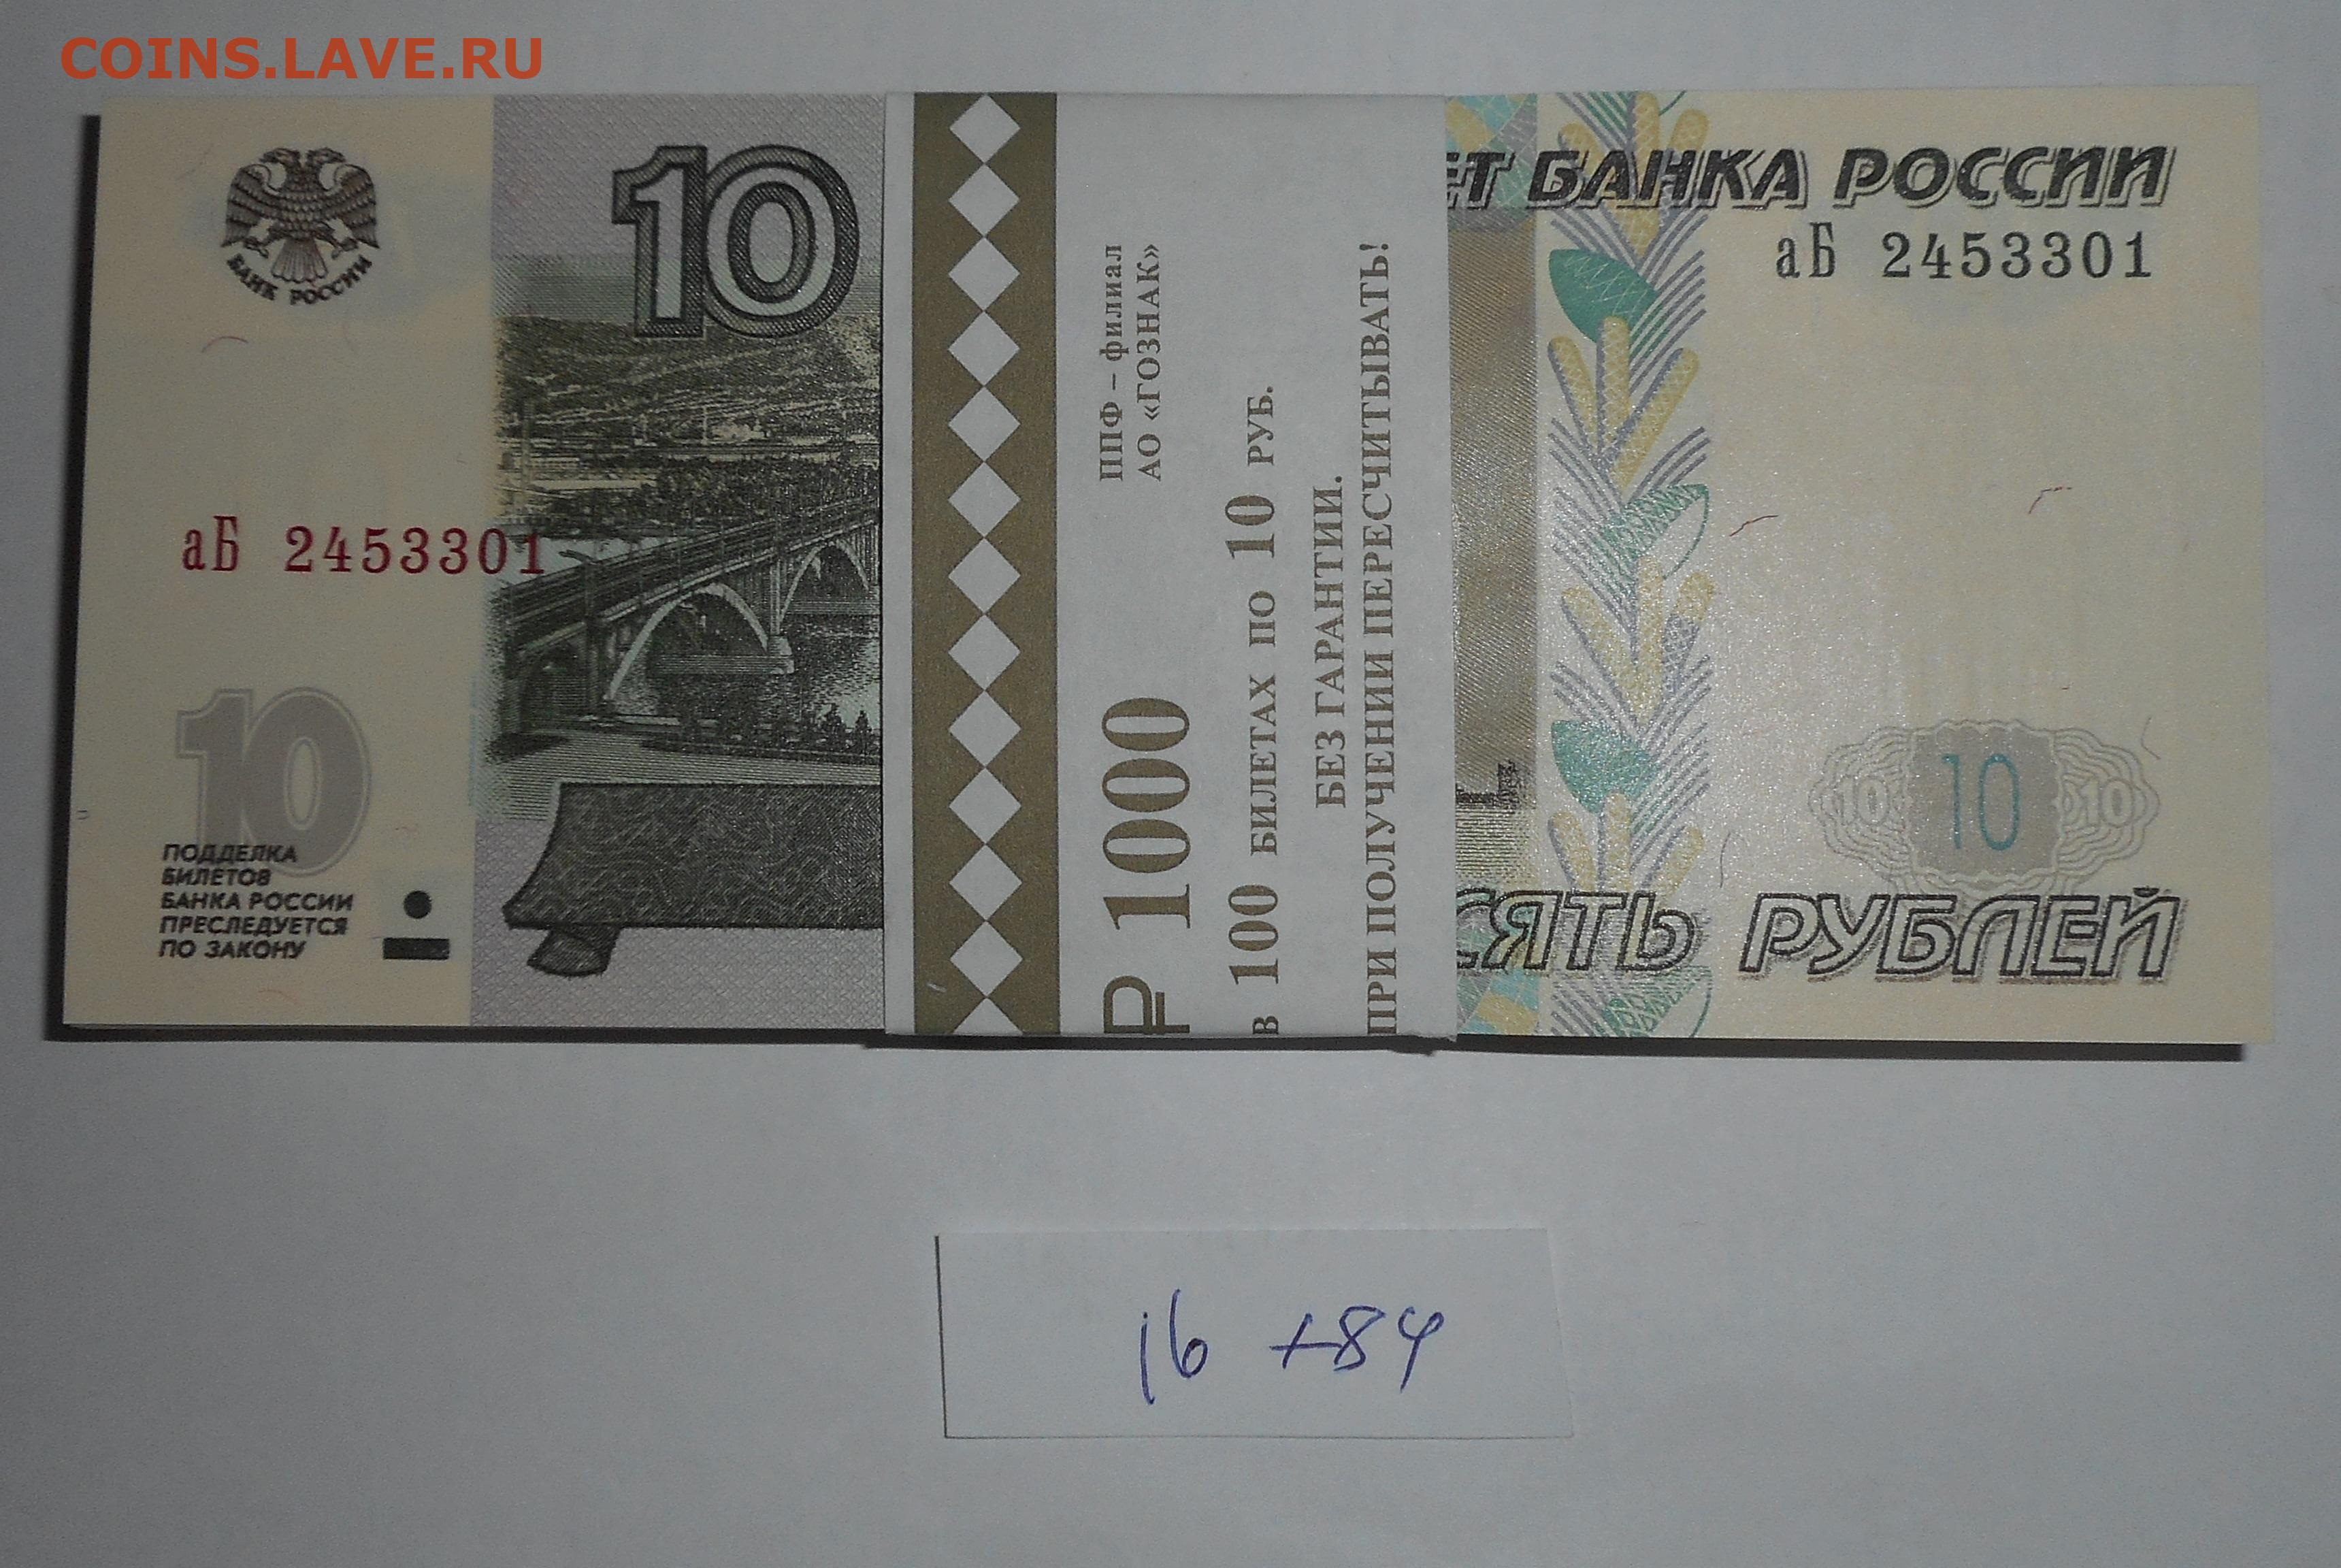 COINS.LAVE.RU
БАНК РОССИИ
10
аБ 2453301
10
ПОДДЕЛКА
БИЛЕТОВ
БАНКА РОССИИ
ПРЕСЛЕДУЕТСЯ
ПО ЗАКОНУ
ППФ – филиал
АО «ГОЗНАК»
₽ 1000
в 100 БИЛЕТАХ ПО 10 РУБ.
БЕЗ ГАРАНТИИ.
ПРИ ПОЛУЧЕНИИ ПЕРЕСЧИТЫВАТЬ!
ЕТ БАНКА РОССИИ
аБ 2453301
10 10 10
СЯТЬ РУБЛЕЙ
16 +84